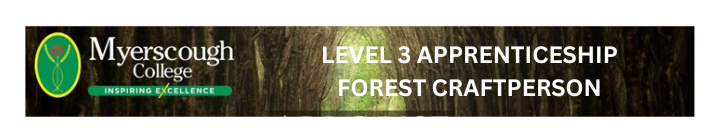 Myerscough
College
INSPIRING EXCELLENCE
LEVEL 3 APPRENTICESHIP
FOREST CRAFTPERSON